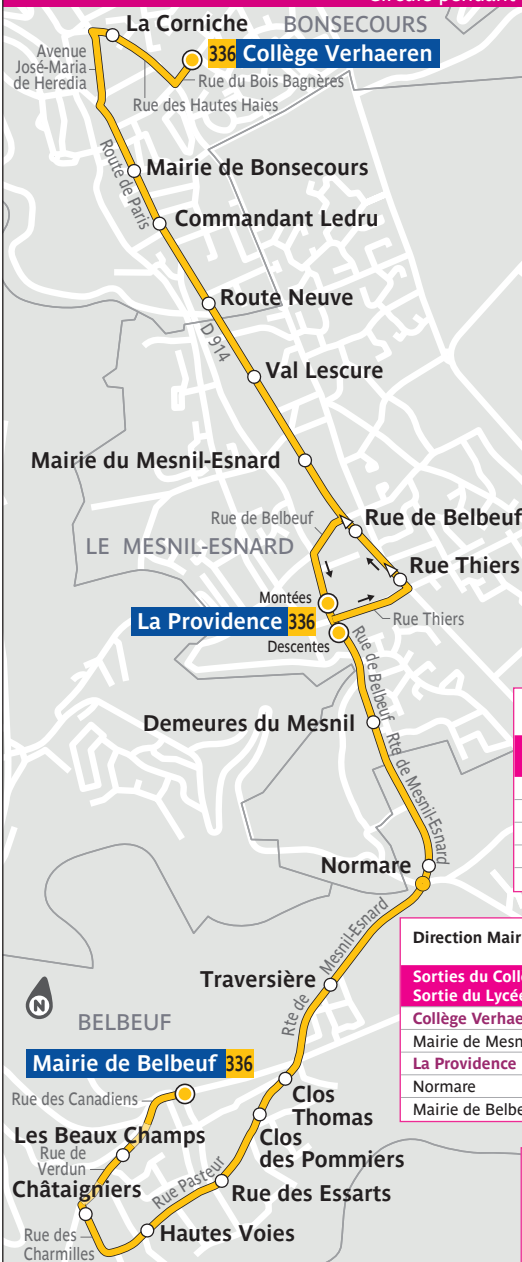 La Corniche
BONSECOURS
336 Collège Verhaeren
Avenue
José-Maria
de Heredia
Rue du Bois Bagnères
Rue des Hautes Haies
Route de Paris
Mairie de Bonsecours
Commandant Ledru
Route Neuve
D 914
Val Lescure
Mairie du Mesnil-Esnard
Rue de Belbeuf
Rue de Belbeuf
LE MESNIL-ESNARD
Rue Thiers
Montées
La Providence 336
Rue Thiers
Descentes
Rue de Belbeuf
Demeures du Mesnil
Rte de Mesnil-Esnard
Normare
Rte de Mesnil-Esnard
Direction Mair
Traversière
Sorties du Coll
Sortie du Lycé
N
BELBEUF
Collège Verhae
Mairie de Mesn
Mairie de Belbeuf 336
La Providence
Normare
Rue des Canadiens
Clos
Thomas
Mairie de Belbe
Les Beaux Champs
Clos
des Pommiers
Rue de
Verdun
Châtaigniers
Rue Pasteur
Rue des Essarts
Rue des
Charmilles
Hautes Voies